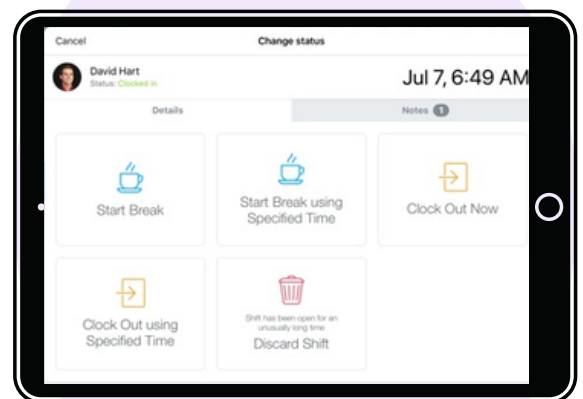 Cancel
Change status
David Hart
Status: Clocked in
Jul 7, 6:49 AM
Details
Notes 1
Start Break
Start Break using
Specified Time
Clock Out Now
Clock Out using
Specified Time
Shift has been open for an
unusually long time
Discard Shift